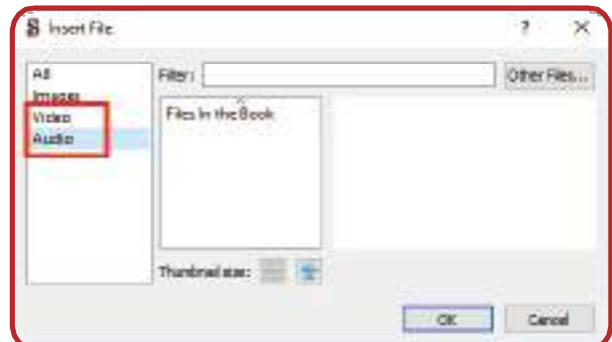 Insert File
? ×
All
Images
Video
Audio
Filter:
Other Files...
Files In the Book
Thumbnail size:
OK
Cancel